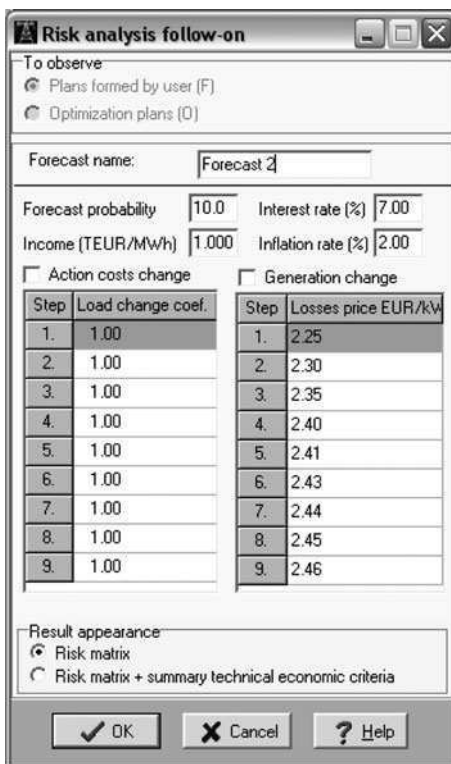 Risk analysis follow-on
To observe
Plans formed by user (F)
Optimization plans (O)
Forecast name: Forecast 2
Forecast probability 10.0 Interest rate (%) 7.00
Income (TEUR/MWh) 1.000 Inflation rate (%) 2.00
Action costs change Generation change
Step Load change coef. Step Losses price EUR/kW
1. 1.00 1. 2.25
2. 1.00 2. 2.30
3. 1.00 3. 2.35
4. 1.00 4. 2.40
5. 1.00 5. 2.41
6. 1.00 6. 2.43
7. 1.00 7. 2.44
8. 1.00 8. 2.45
9. 1.00 9. 2.46
Result appearance
Risk matrix
Risk matrix + summary technical economic criteria
OK Cancel ? Help